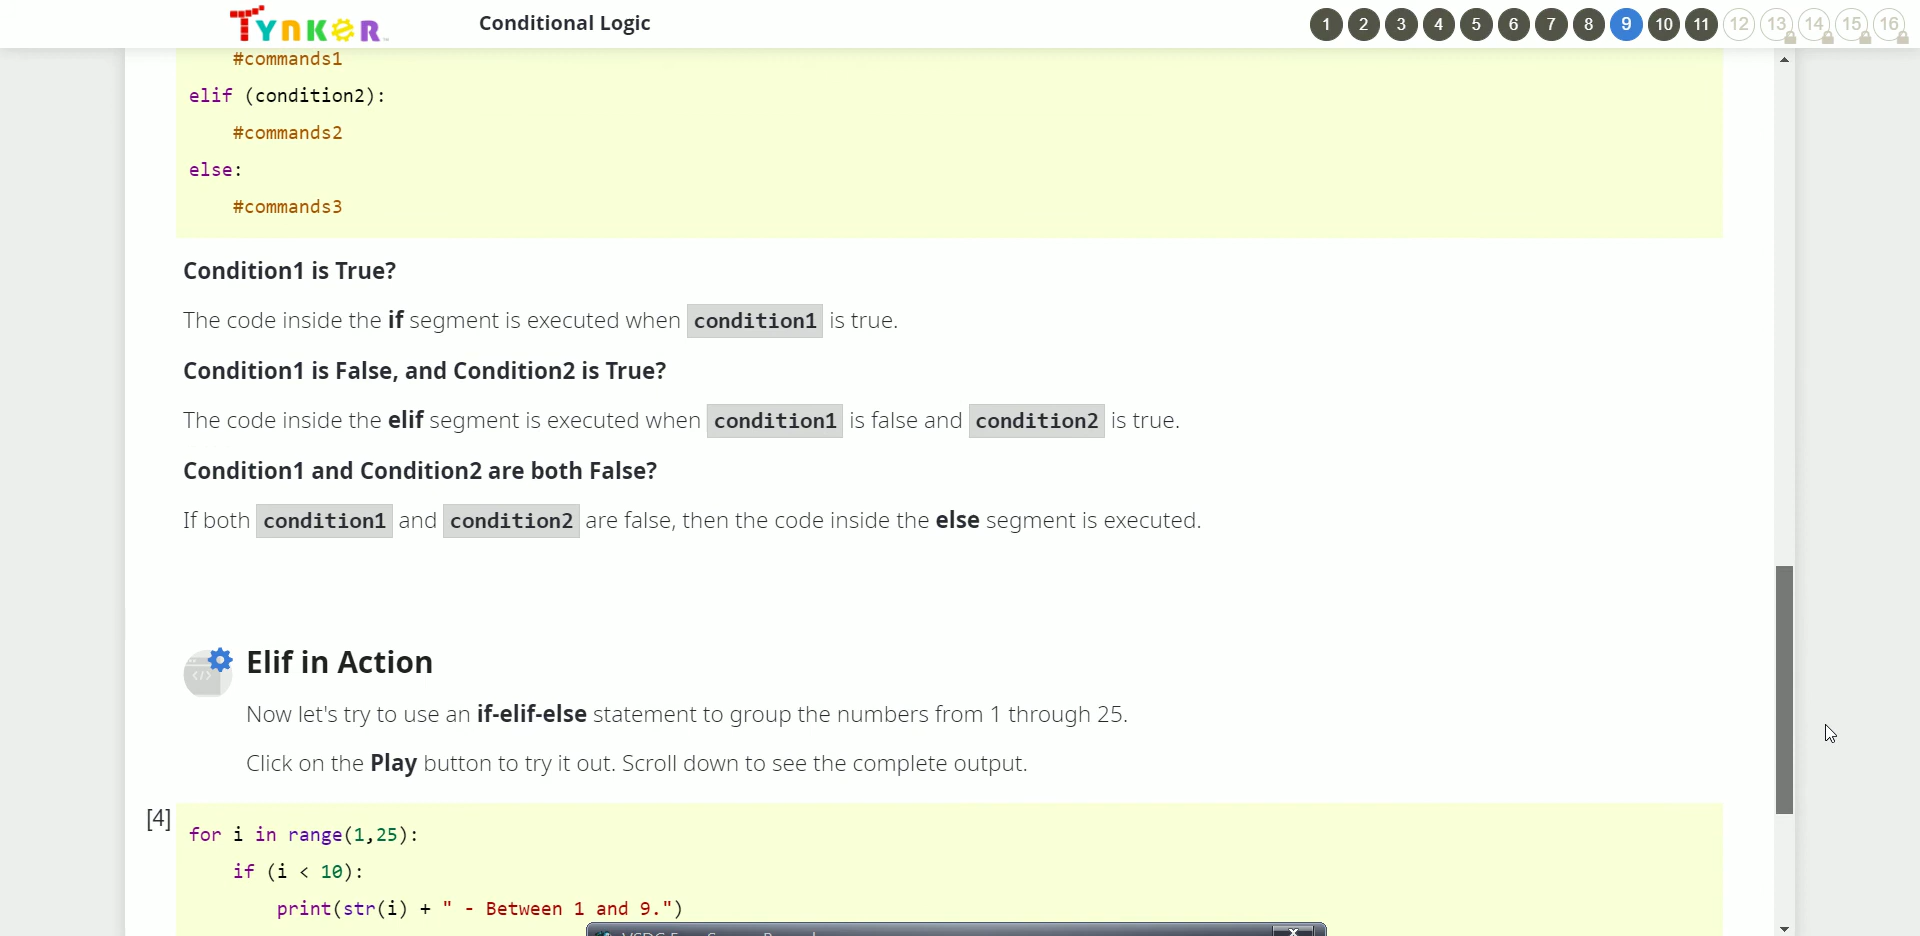 TYNKER
Conditional Logic
1 2 3 4 5 6 7 8 9 10 11 12 13 14 15 16
#commands1
elif (condition2):
#commands2
else:
#commands3
Condition1 is True?
The code inside the if segment is executed when condition1 is true.
Condition1 is False, and Condition2 is True?
The code inside the elif segment is executed when condition1 is false and condition2 is true.
Condition1 and Condition2 are both False?
If both condition1 and condition2 are false, then the code inside the else segment is executed.
</>
Elif in Action
Now let's try to use an if-elif-else statement to group the numbers from 1 through 25.
Click on the Play button to try it out. Scroll down to see the complete output.
[4]
for i in range(1,25):
if (i < 10):
print(str(i) + " - Between 1 and 9.")